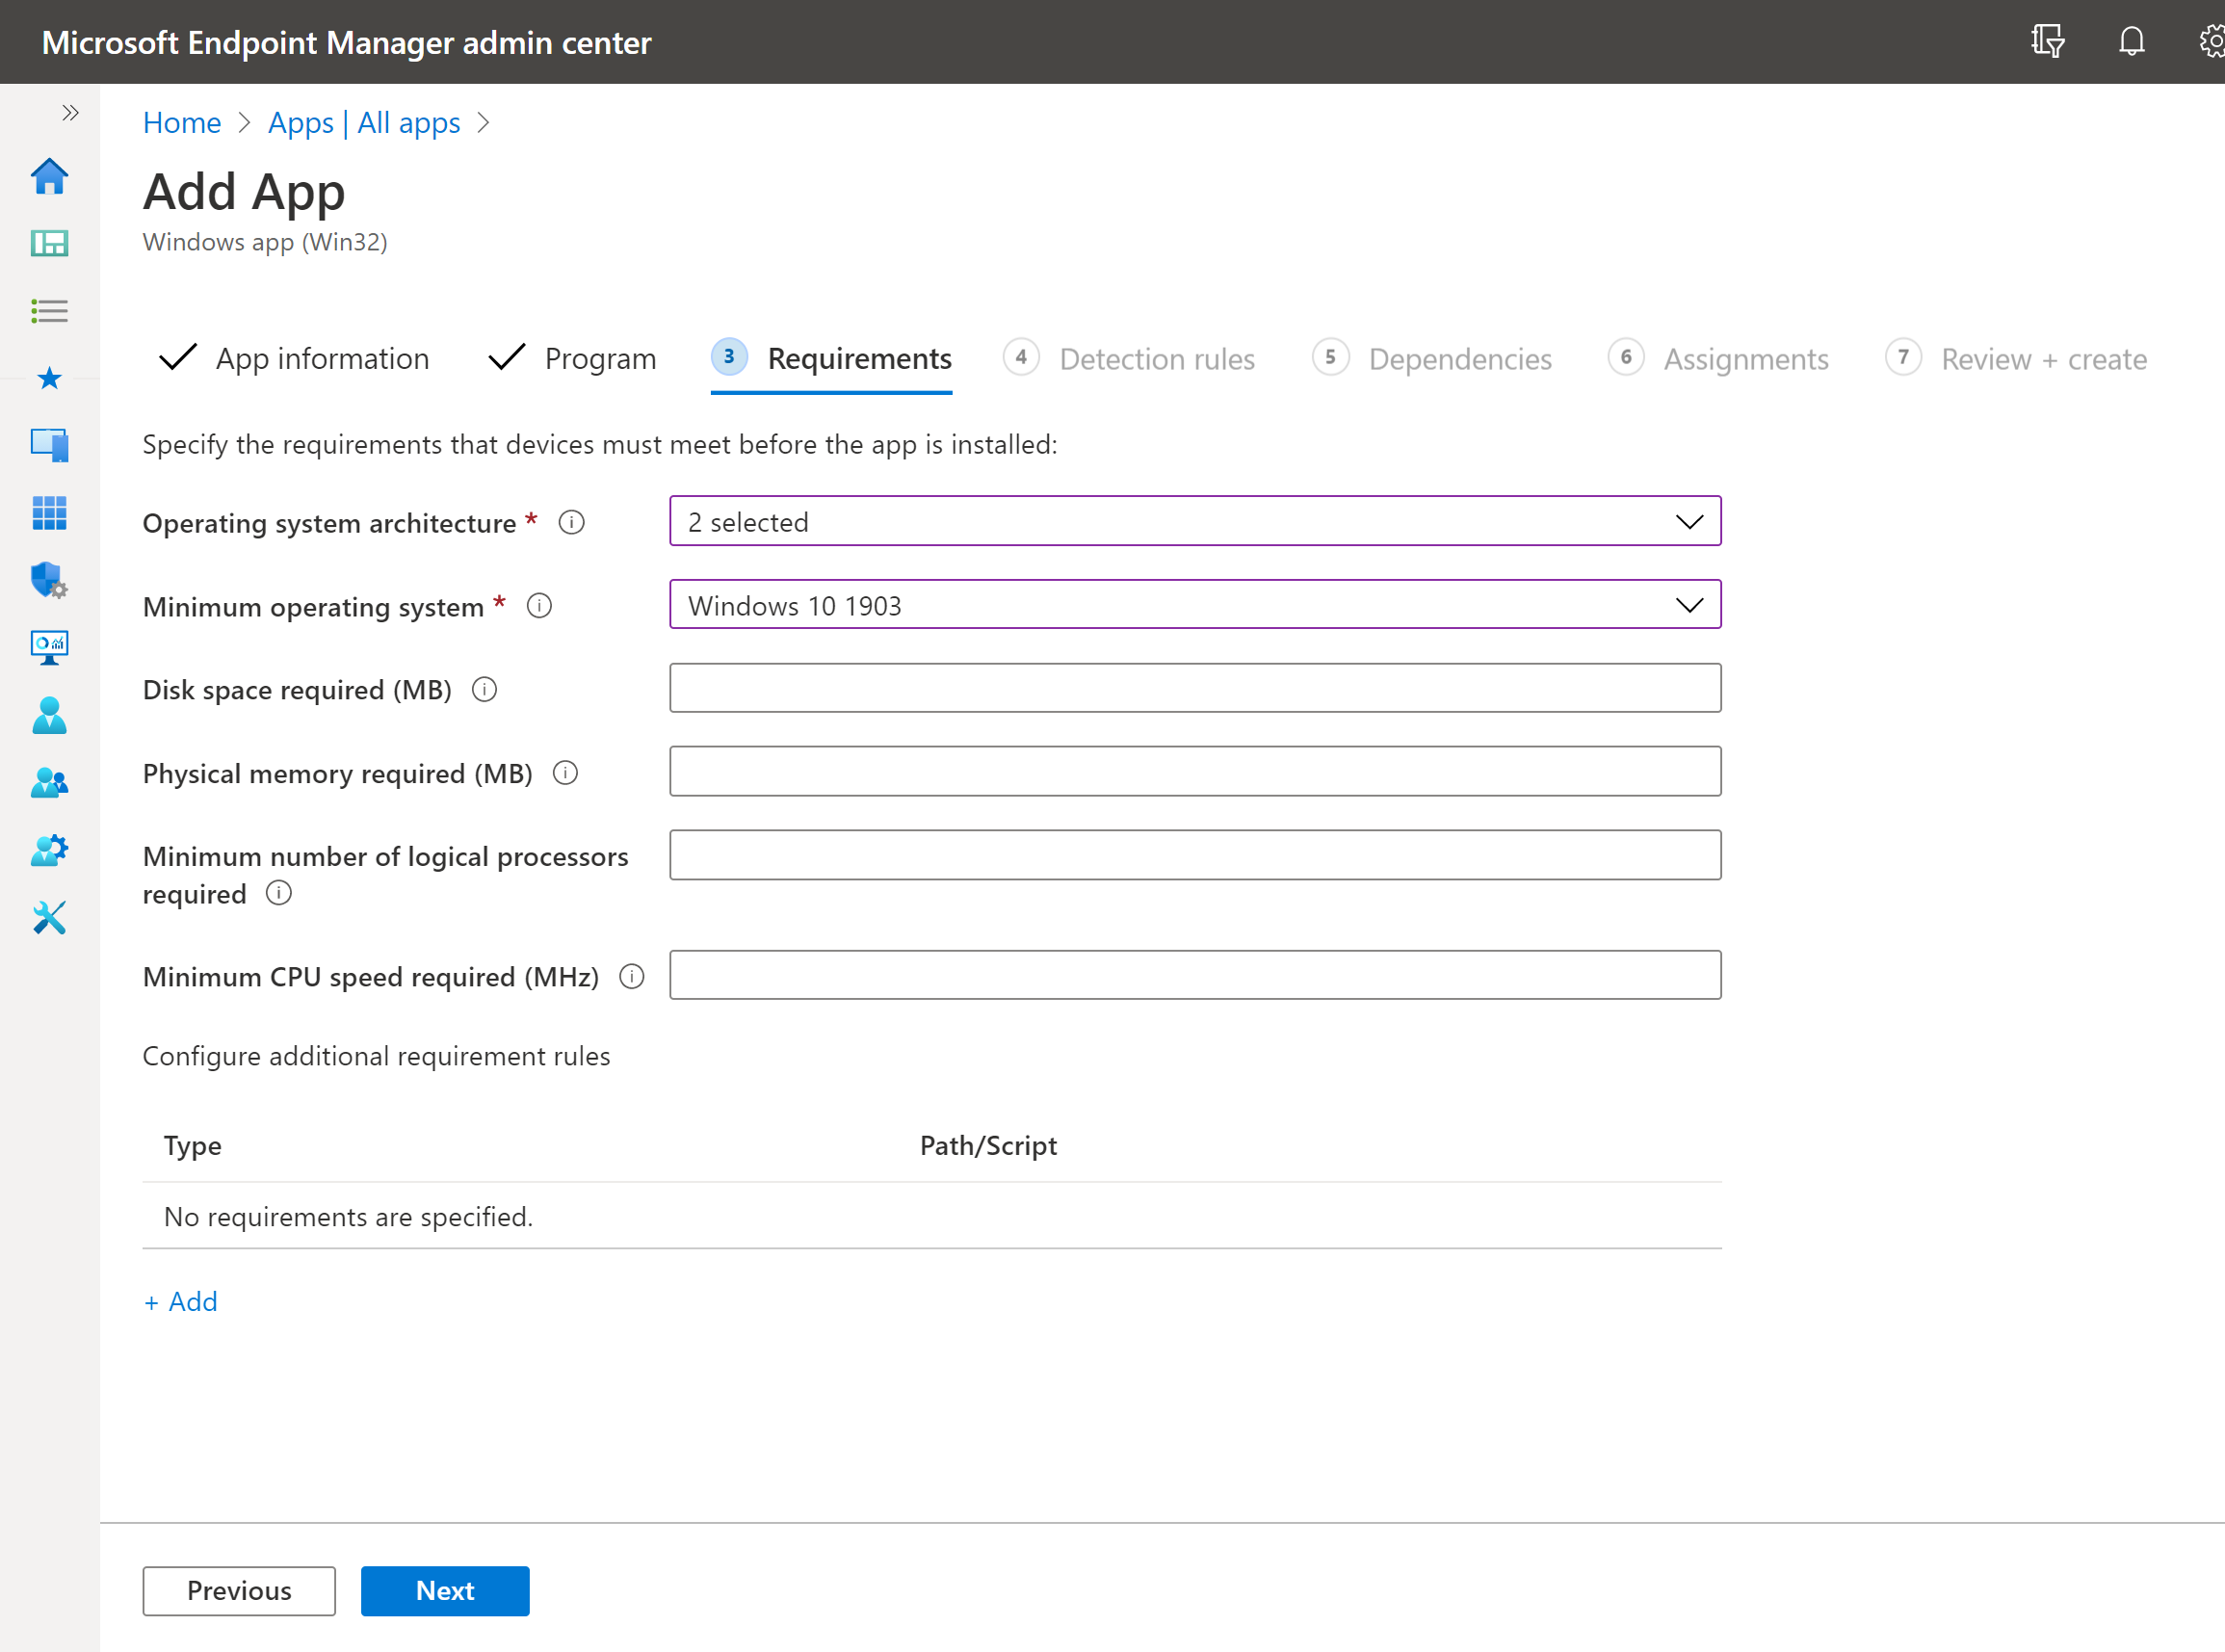 Microsoft Endpoint Manager admin center
Home > Apps | All apps >
Add App
Windows app (Win32)
App information Program 3 Requirements 4 Detection rules 5 Dependencies 6 Assignments 7 Review + create
Specify the requirements that devices must meet before the app is installed:
Operating system architecture * 2 selected
Minimum operating system * Windows 10 1903
Disk space required (MB)
Physical memory required (MB)
Minimum number of logical processors
required
Minimum CPU speed required (MHz)
Configure additional requirement rules
Type Path/Script
No requirements are specified.
+ Add
Previous Next